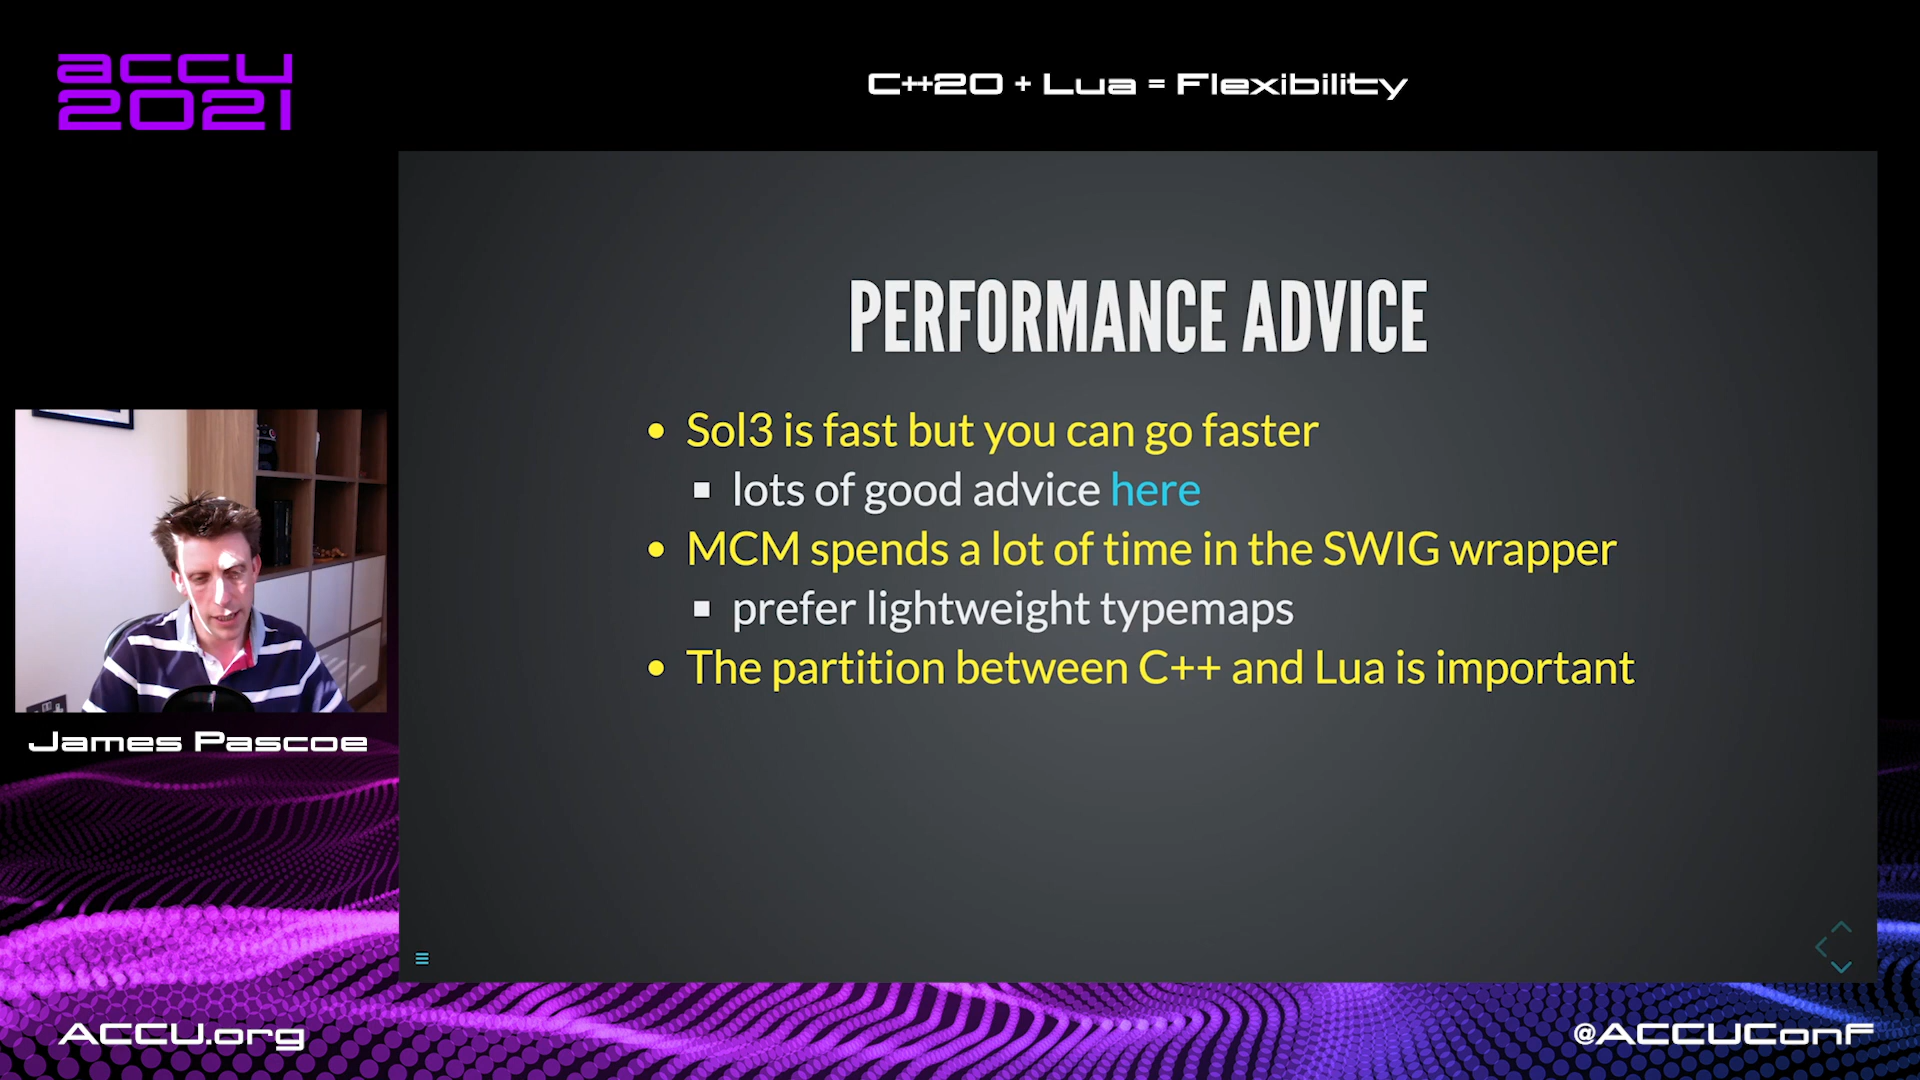 accu
2021
C++20 + Lua = Flexibility
PERFORMANCE ADVICE
Sol3 is fast but you can go faster
lots of good advice here
MCM spends a lot of time in the SWIG wrapper
prefer lightweight typemaps
The partition between C++ and Lua is important
James Pascoe
ACCU.org
@ACCUConf